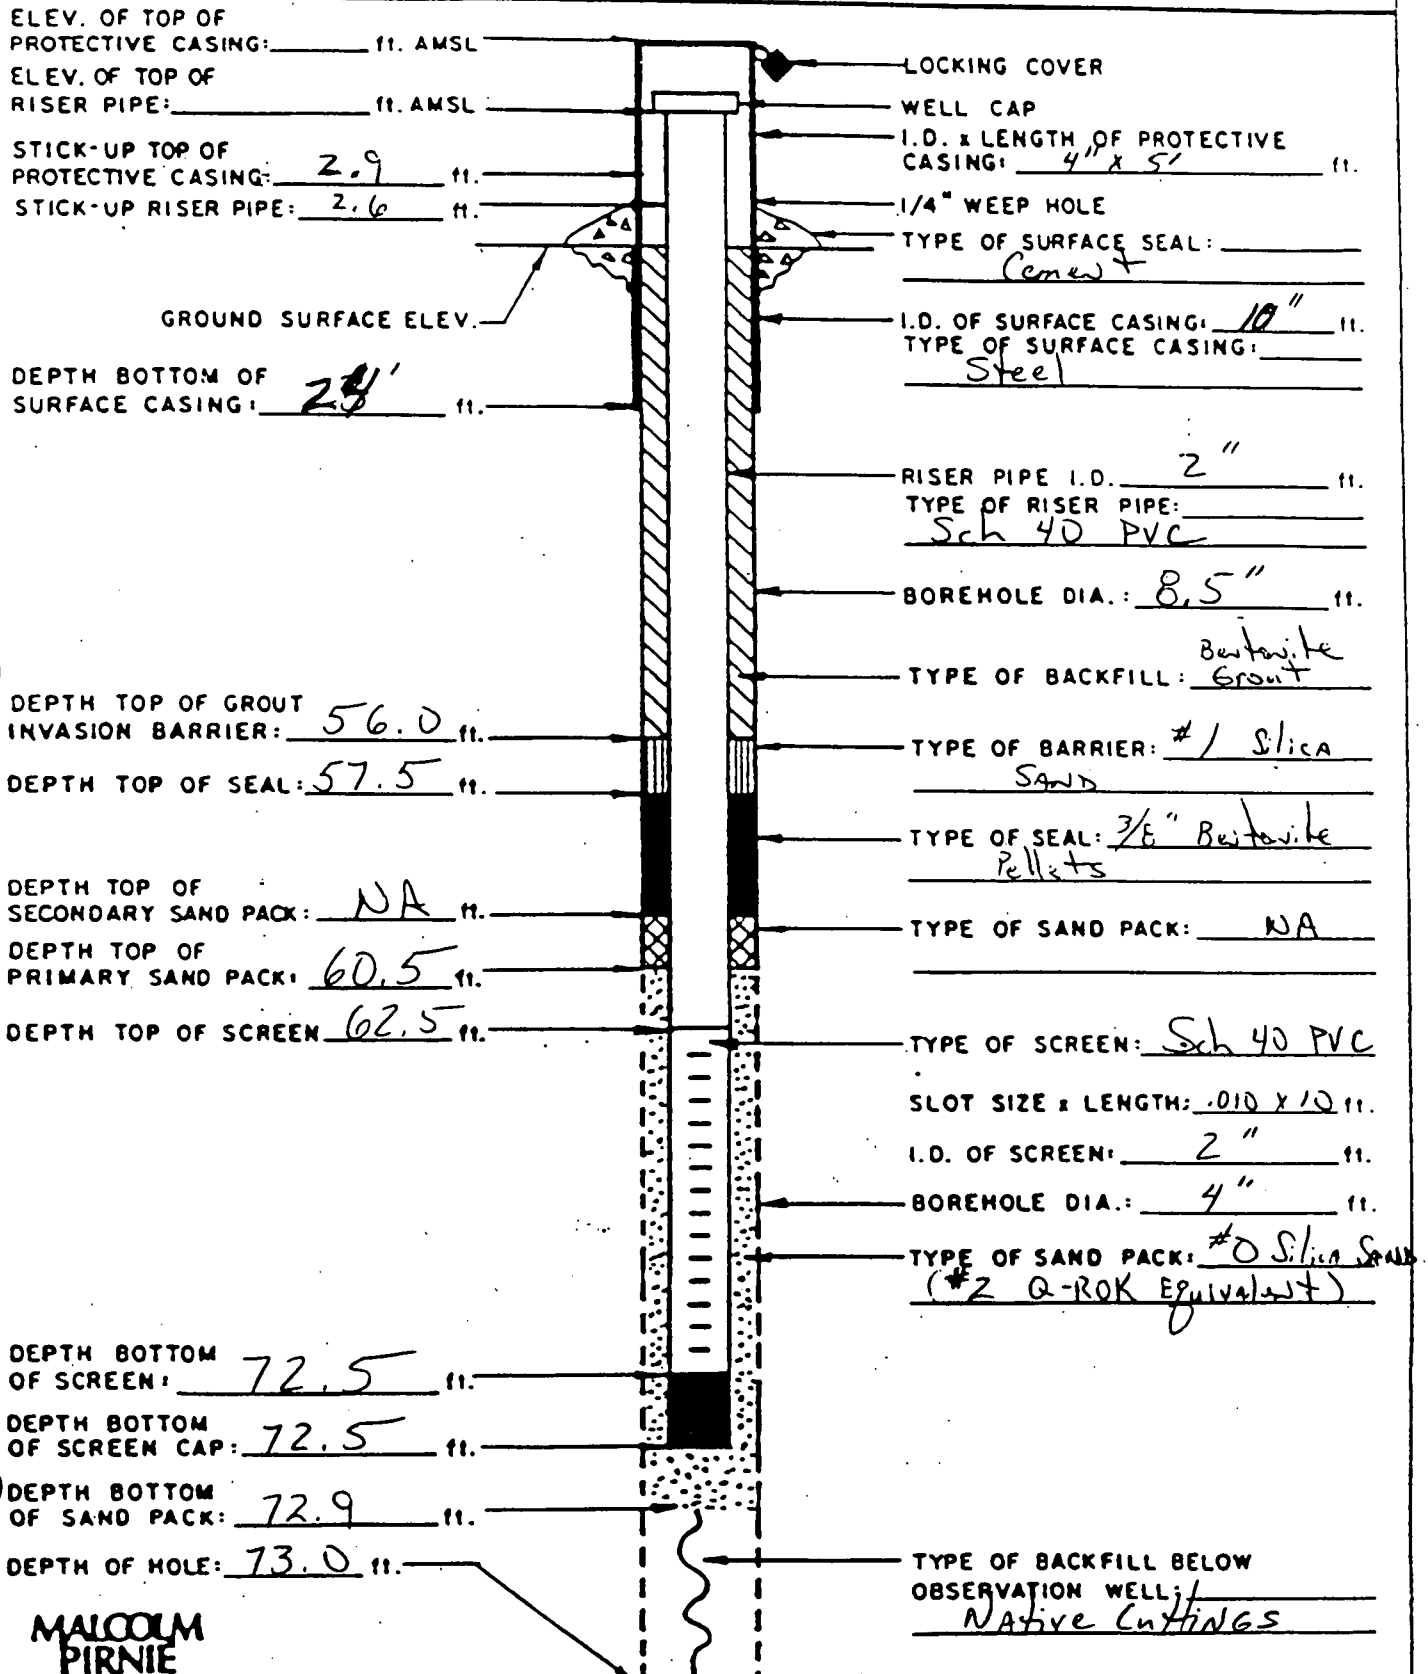 ELEV. OF TOP OF
PROTECTIVE CASING: ft. AMSL
ELEV. OF TOP OF
RISER PIPE: ft. AMSL
STICK-UP TOP OF
PROTECTIVE CASING: 2.9 ft.
STICK-UP RISER PIPE: 2.6 ft.
GROUND SURFACE ELEV.
DEPTH BOTTOM OF
SURFACE CASING: ft.
DEPTH TOP OF GROUT
INVASION BARRIER: 56.0 ft.
DEPTH TOP OF SEAL: 57.5 ft.
DEPTH TOP OF
SECONDARY SAND PACK: NA ft.
DEPTH TOP OF
PRIMARY SAND PACK: 60.5 ft.
DEPTH TOP OF SCREEN 62.5 ft.
DEPTH BOTTOM
OF SCREEN: 72.5 ft.
DEPTH BOTTOM
OF SCREEN CAP: 72.5 ft.
DEPTH BOTTOM
OF SAND PACK: 72.9 ft.
DEPTH OF HOLE: 73.0 ft.
MALCOLM
PIRNIE
LOCKING COVER
WELL CAP
I.D. x LENGTH OF PROTECTIVE
CASING: 4" x 5' ft.
1/4" WEEP HOLE
TYPE OF SURFACE SEAL:
Cement
I.D. OF SURFACE CASING: 10" ft.
TYPE OF SURFACE CASING:
Steel
RISER PIPE I.D. 2" ft.
TYPE OF RISER PIPE:
Sch 40 PVC
BOREHOLE DIA.: 8.5" ft.
Bentonite
TYPE OF BACKFILL: Grout
TYPE OF BARRIER: #1 Silica
SAND
TYPE OF SEAL: 3/8" Bentonite
Pellets
TYPE OF SAND PACK: NA
TYPE OF SCREEN: Sch 40 PVC
SLOT SIZE x LENGTH: .010 x 10 ft.
I.D. OF SCREEN: 2" ft.
BOREHOLE DIA.: 4" ft.
TYPE OF SAND PACK: #0 Silica SAND
(#2 Q-ROK Equivalent)
TYPE OF BACKFILL BELOW
OBSERVATION WELL:
Native Cuttings